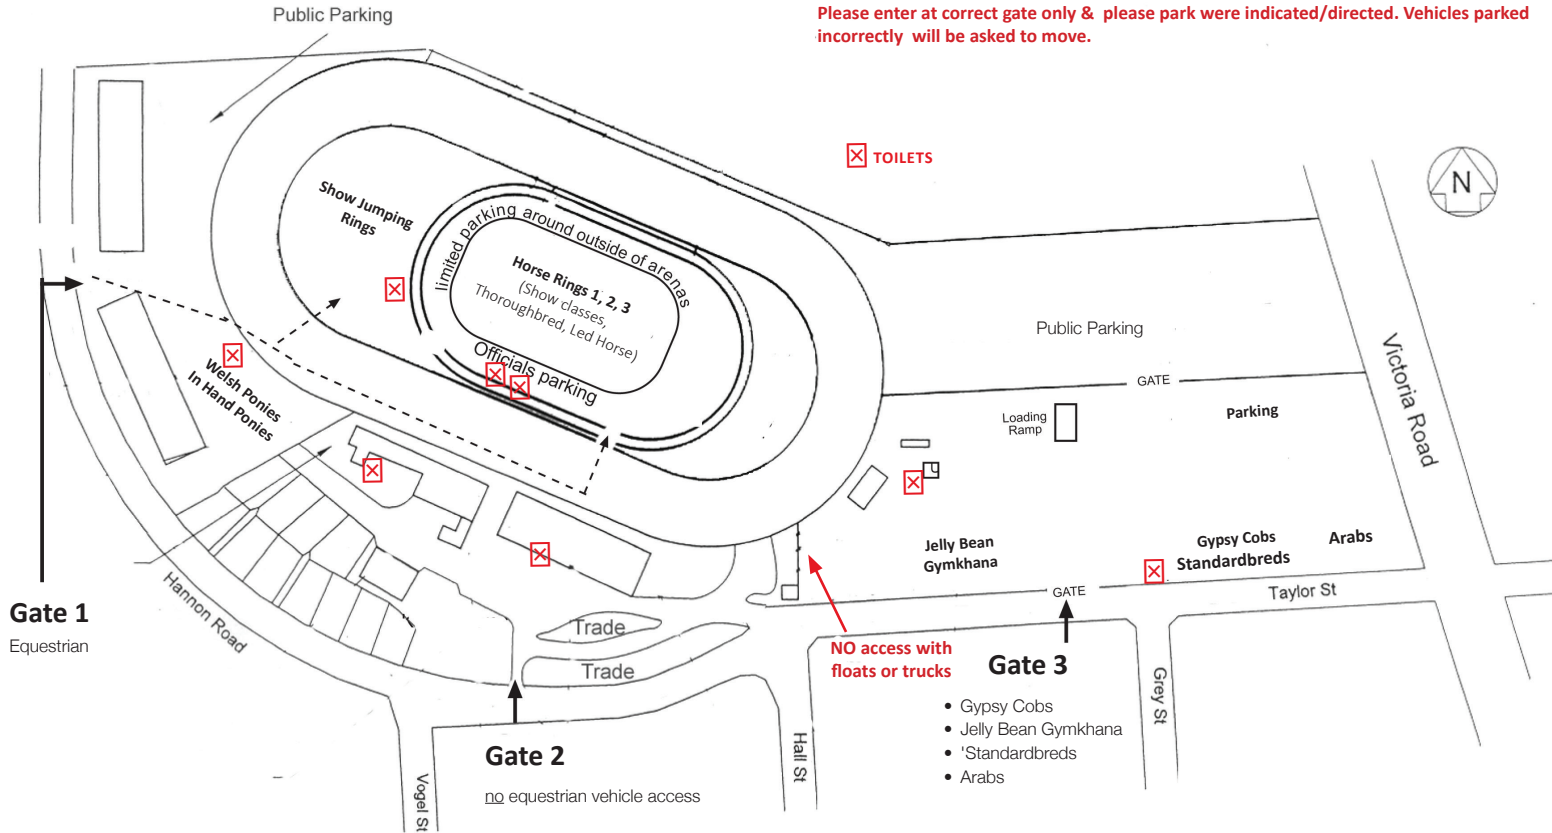 Public Parking
Please enter at correct gate only & please park were indicated/directed. Vehicles parked
incorrectly will be asked to move.
TOILETS
N
Show Jumping
Rings
limited parking around outside of arenas
Horse Rings 1, 2, 3
(Show classes,
Thoroughbred, Led Horse)
Officials parking
Welsh Ponies
In Hand Ponies
Public Parking
GATE
Victoria Road
Loading
Ramp
Parking
Jelly Bean
Gymkhana
Gypsy Cobs
Standardbreds
Arabs
GATE
Taylor St
Gate 1
Equestrian
Hannon Road
Trade
Trade
NO access with
floats or trucks
Gate 3
• Gypsy Cobs
• Jelly Bean Gymkhana
• 'Standardbreds
• Arabs
Grey St
Hall St
Gate 2
no equestrian vehicle access
Vogel St